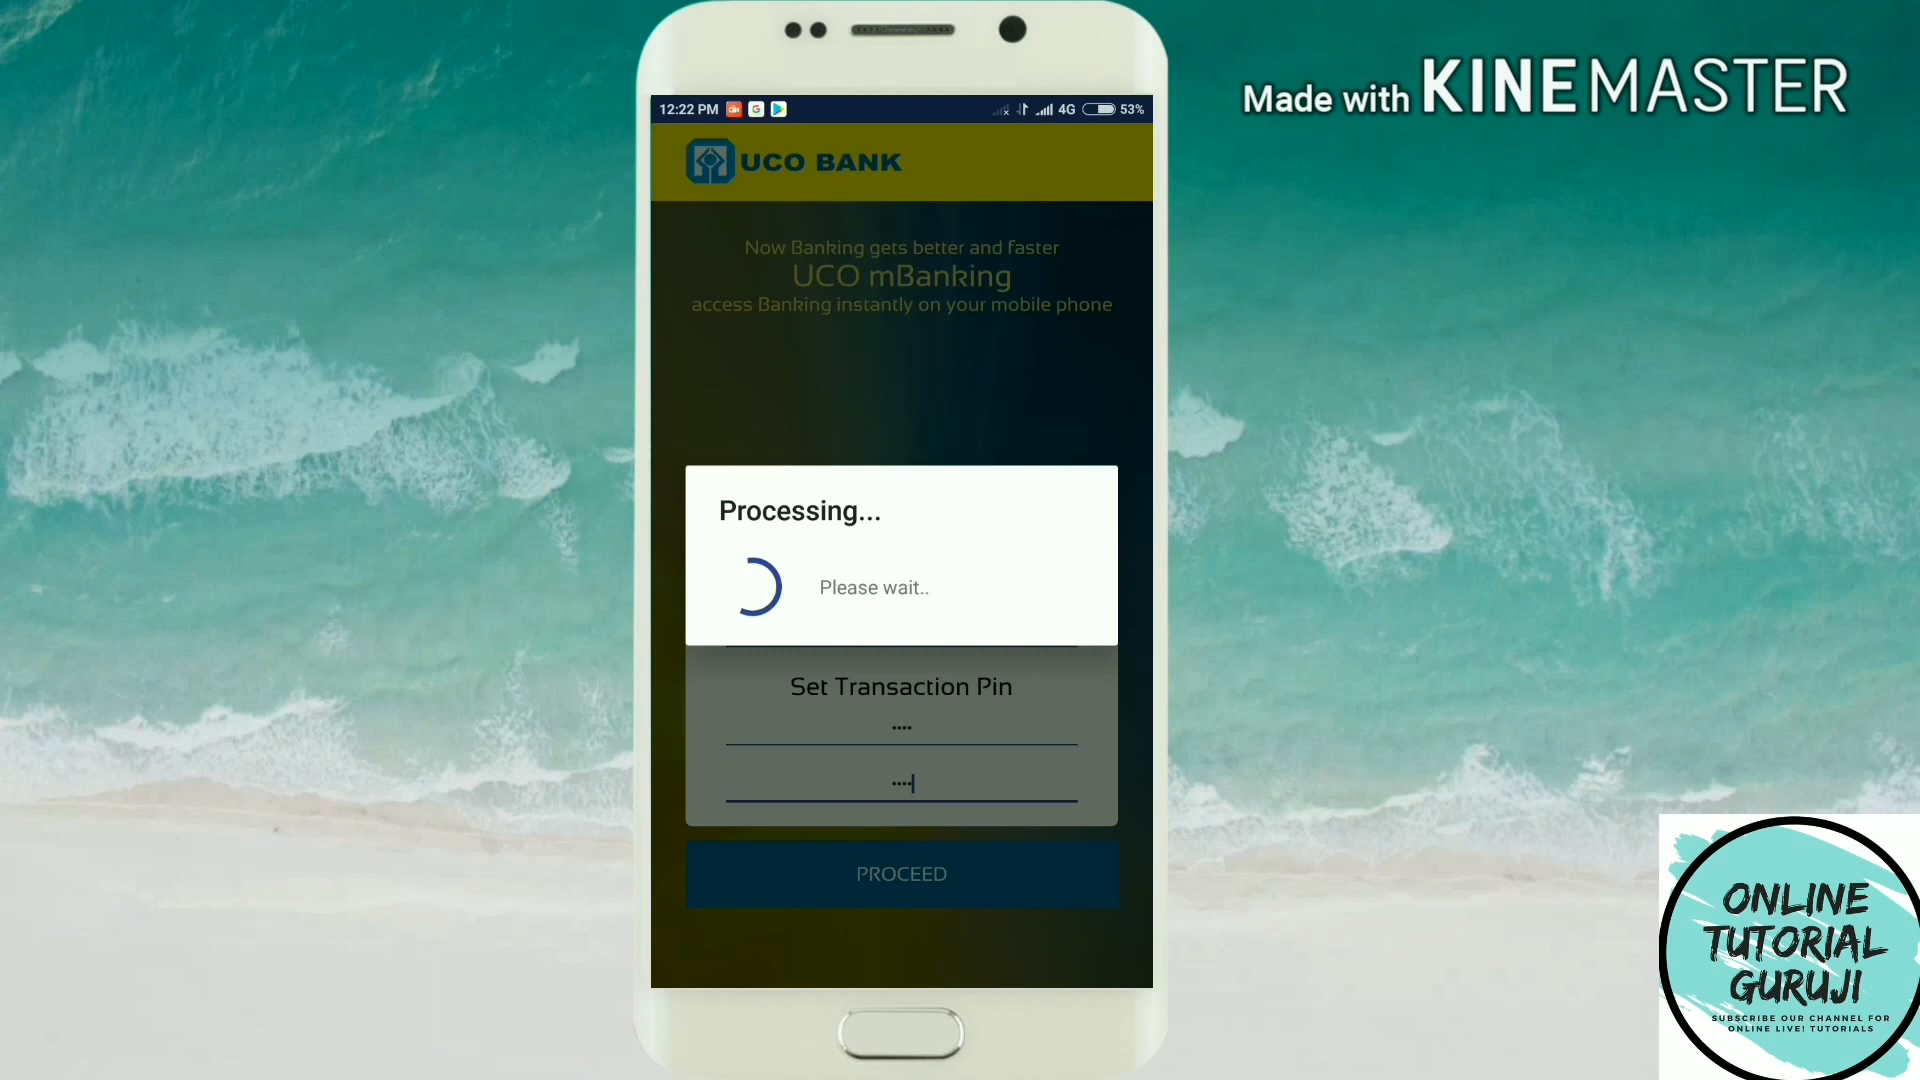 Made with KINEMASTER
12:22 PM 4G 53%
UCO BANK
Now Banking gets better and faster
UCO mBanking
access Banking instantly on your mobile phone
Processing...
Please wait..
Set Transaction Pin
••••
••••
PROCEED
ONLINE
TUTORIAL
GURUJI
SUBSCRIBE OUR CHANNEL FOR
ONLINE LIVE! TUTORIALS